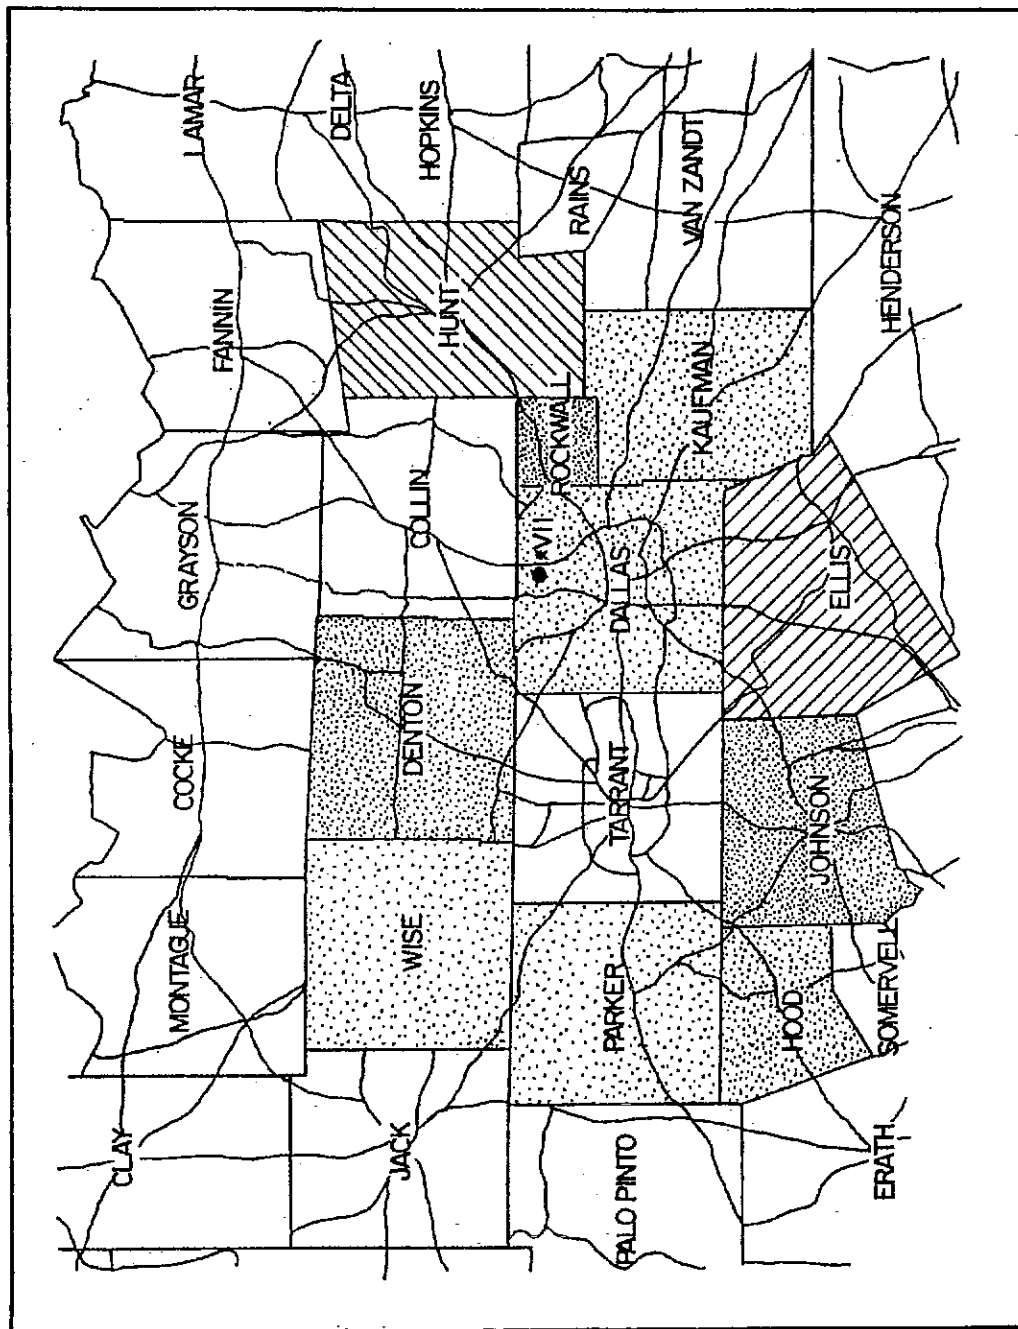 CLAY
MONTAGUE
COCKE
GRAYSON
FANNIN
LAMAR
DELTA
JACK
WISE
DENTON
COLLIN
HUNT
HOPKINS
*VII
ROCKWALL
RAINS
PALO PINTO
PARKER
TARRANT
DALLAS
KAUFMAN
VAN ZANDT
HOOD
JOHNSON
ELLIS
ERATH
SOMERVELL
HENDERSON